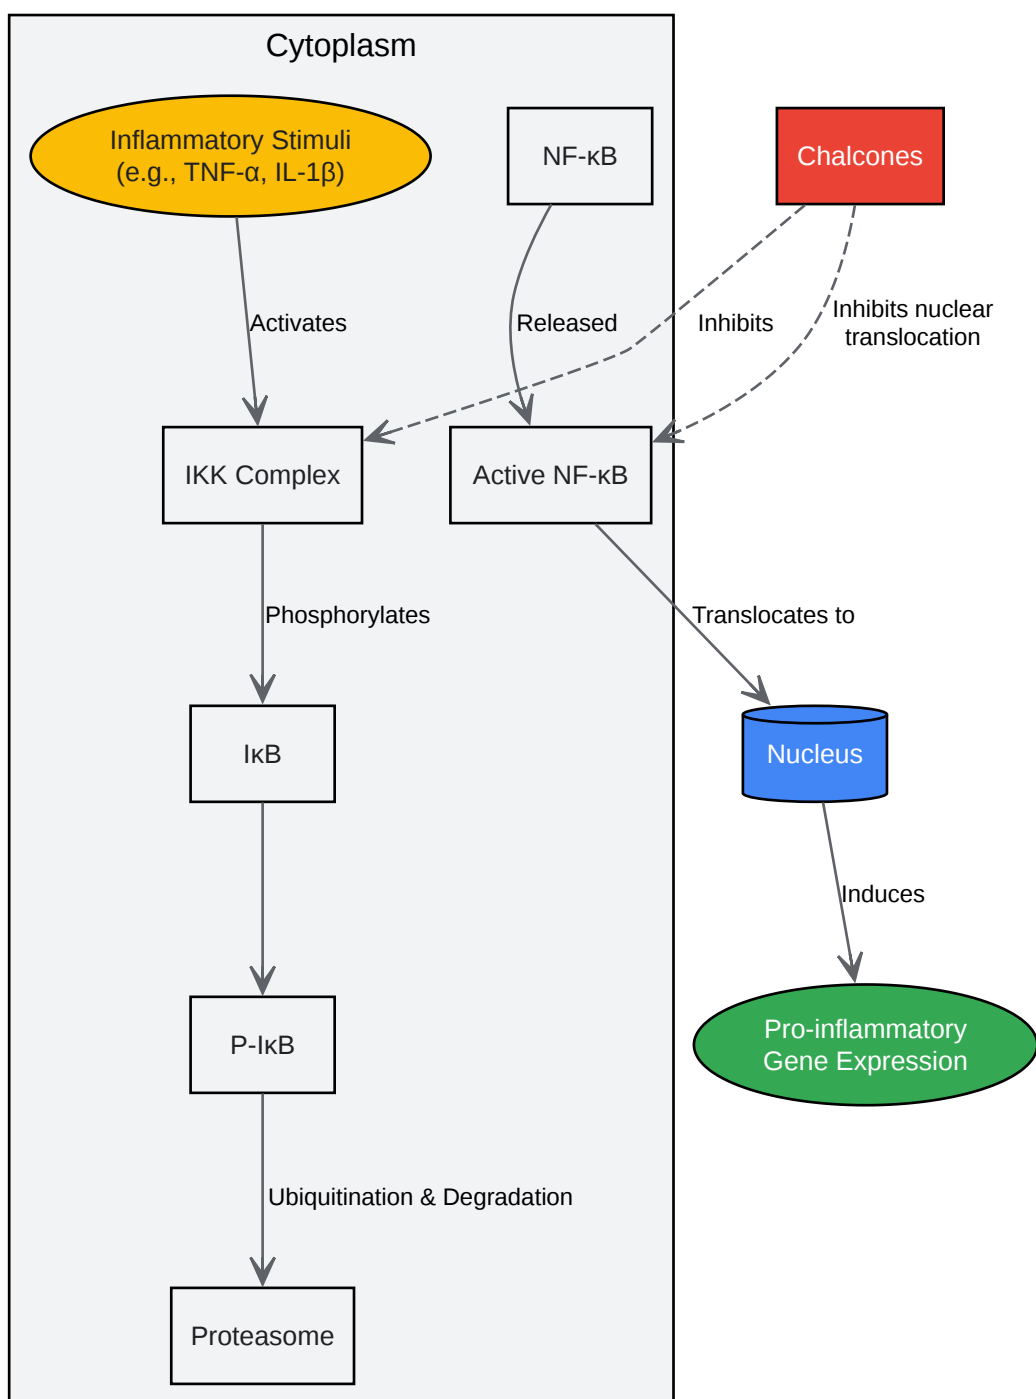 Cytoplasm
Inflammatory Stimuli
(e.g., TNF-α, IL-1β)
NF-κB
Chalcones
Activates
Released
Inhibits
Inhibits nuclear
translocation
IKK Complex
Active NF-κB
Phosphorylates
Translocates to
IκB
Nucleus
Induces
P-IκB
Pro-inflammatory
Gene Expression
Ubiquitination & Degradation
Proteasome